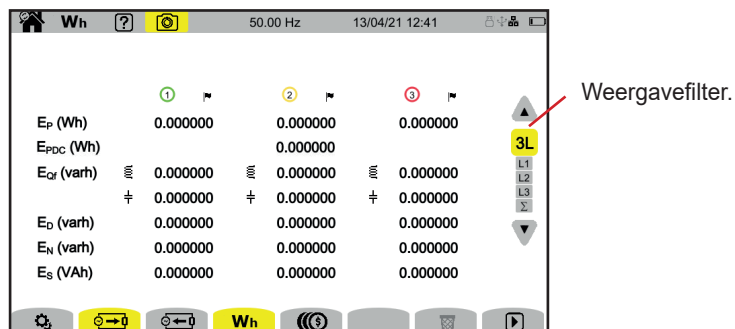 Wh ? 50.00 Hz 13/04/21 12:41
1 2 3
Weergavefilter.
EP (Wh) 0.000000 0.000000 0.000000
3L
EPDC (Wh) 0.000000
L1
EQf (varh) 0.000000 0.000000 0.000000
L2
L3
0.000000 0.000000 0.000000
Σ
ED (varh) 0.000000 0.000000 0.000000
EN (varh) 0.000000 0.000000 0.000000
ES (VAh) 0.000000 0.000000 0.000000
Wh